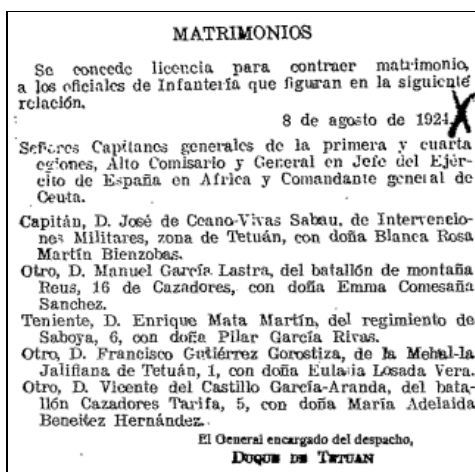 MATRIMONIOS
Se concede licencia para contraer matrimonio,
a los oficiales de Infantería que figuran en la siguiente
relación.
8 de agosto de 1924
Señores Capitanes generales de la primera y cuarta
egiones, Alto Comisario y General en Jefe del Ejér-
cito de España en Africa y Comandante general de
Ceuta.
Capitán, D. José de Ceano-Vivas Sabau, de Intervencio-
nes Militares, zona de Tetuán, con doña Blanca Rosa
Martín Bienzobas.
Otro, D. Manuel García Lastra, del batallón de montaña
Reus, 16 de Cazadores, con doña Emma Comesaña
Sanchez.
Teniente, D. Enrique Mata Martín, del regimiento de
Saboya, 6, con doña Pilar García Rivas.
Otro, D. Francisco Gutiérrez Gorostiza, de la Mehal-la
Jalifiana de Tetuán, 1, con doña Eulalia Losada Vera.
Otro, D. Vicente del Castillo García-Aranda, del bata-
llón Cazadores Tarifa, 5, con doña María Adelaida
Beneitez Hernández.
El General encargado del despacho,
DUQUE DE TETUAN